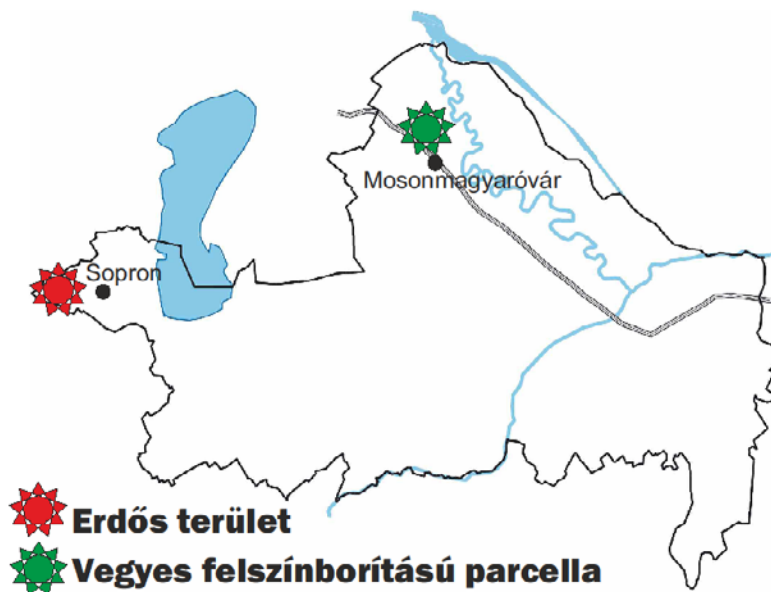 Mosonmagyaróvár
Sopron
Erdős terület
Vegyes felszínborítású parcella